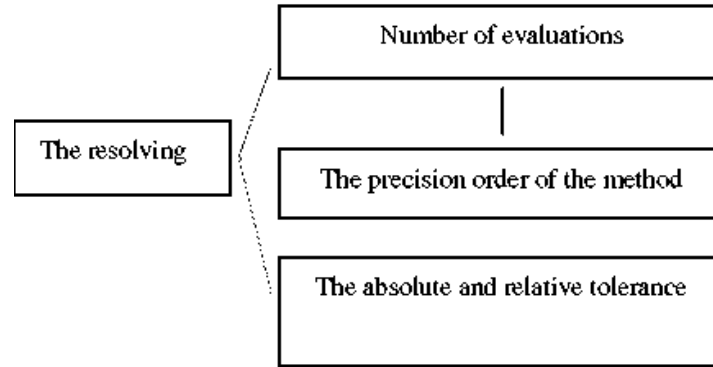 Number of evaluations
The resolving
The precision order of the method
The absolute and relative tolerance